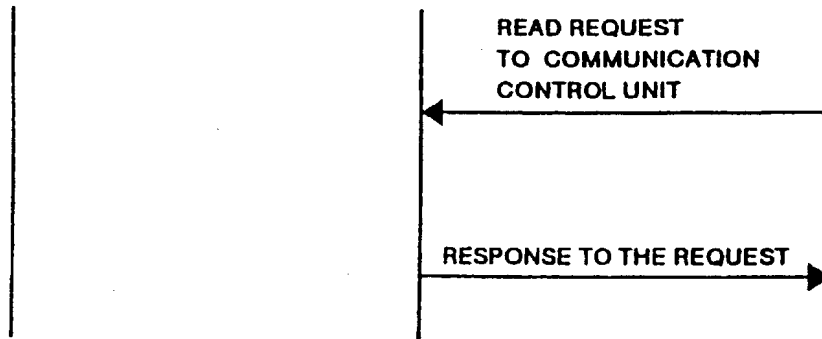 READ REQUEST
TO COMMUNICATION
CONTROL UNIT
RESPONSE TO THE REQUEST